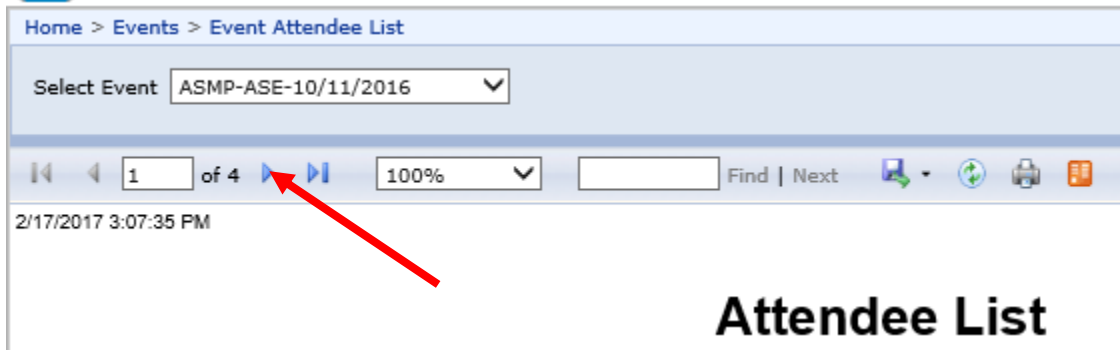 Home > Events > Event Attendee List
Select Event ASMP-ASE-10/11/2016
1 of 4 100% Find | Next
2/17/2017 3:07:35 PM
Attendee List